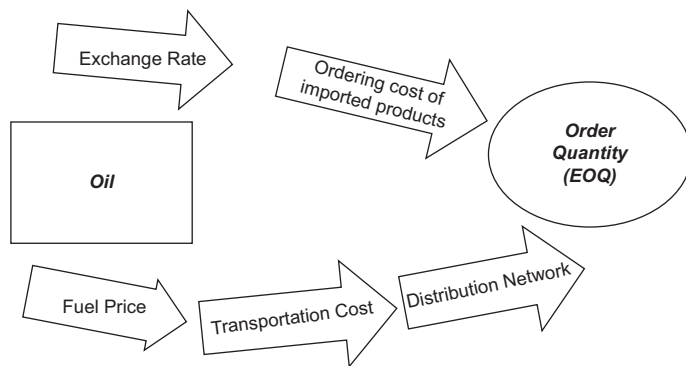 Exchange Rate
Ordering cost of
imported products
Order
Quantity
(EOQ)
Oil
Fuel Price
Transportation Cost
Distribution Network